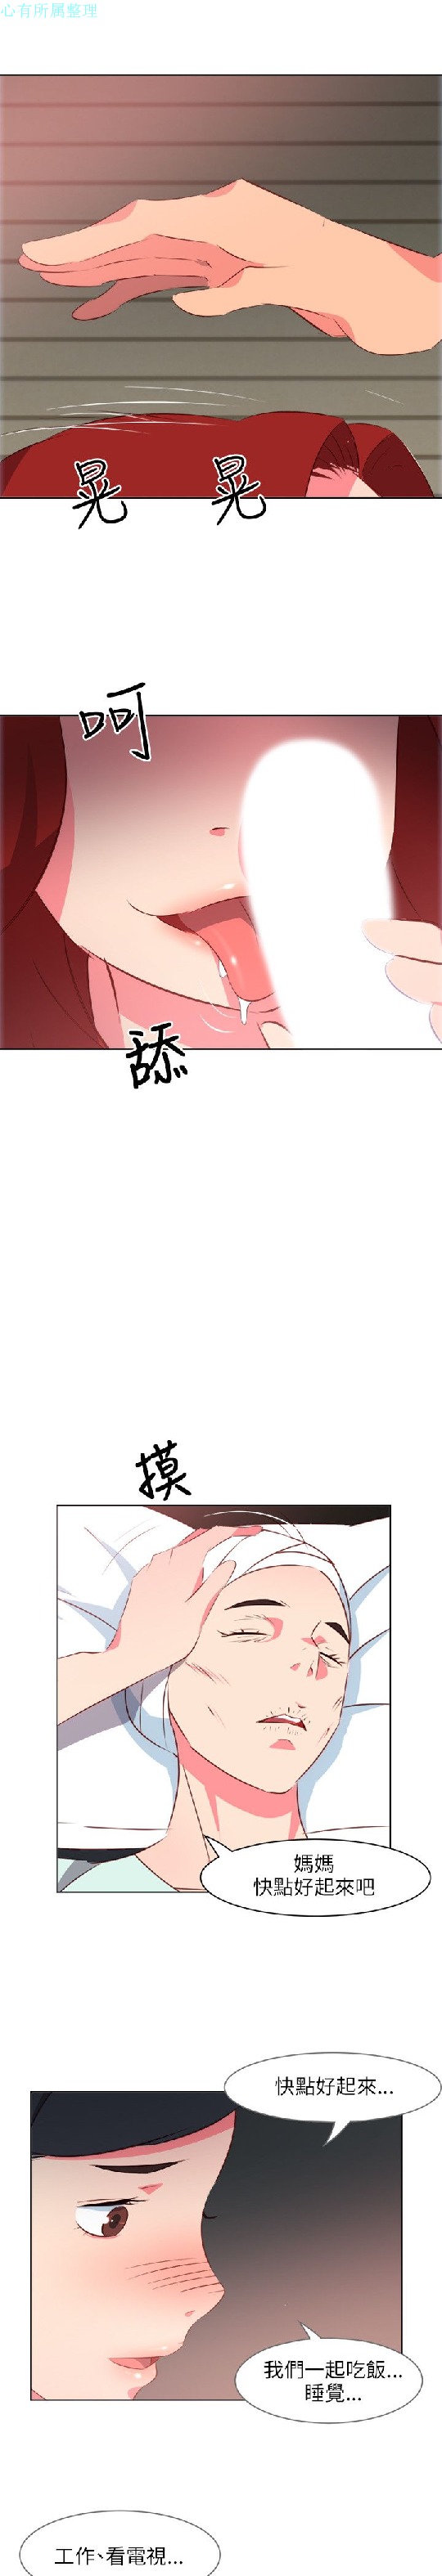 心有所属整理
晃 晃
呵
舔
摸
媽媽
快點好起來吧
快點好起來...
我們一起吃飯...
睡覺...
工作、看電視...